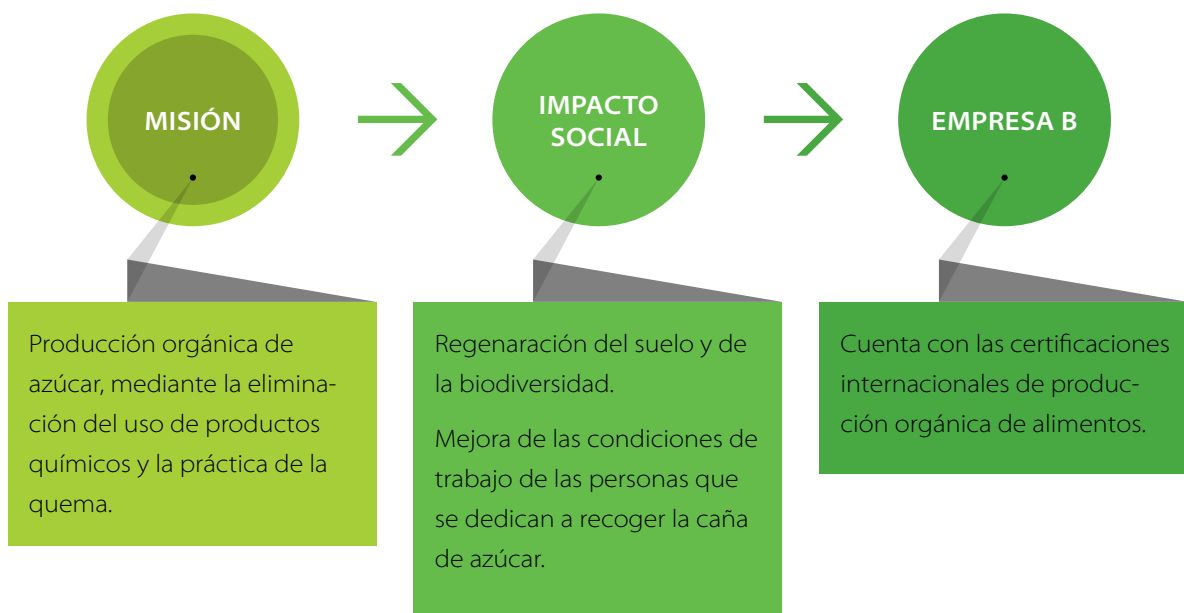 MISIÓN
IMPACTO
SOCIAL
EMPRESA B
Producción orgánica de
azúcar, mediante la elimina-
ción del uso de productos
químicos y la práctica de la
quema.
Regenaración del suelo y de
la biodiversidad.
Mejora de las condiciones de
trabajo de las personas que
se dedican a recoger la caña
de azúcar.
Cuenta con las certificaciones
internacionales de produc-
ción orgánica de alimentos.